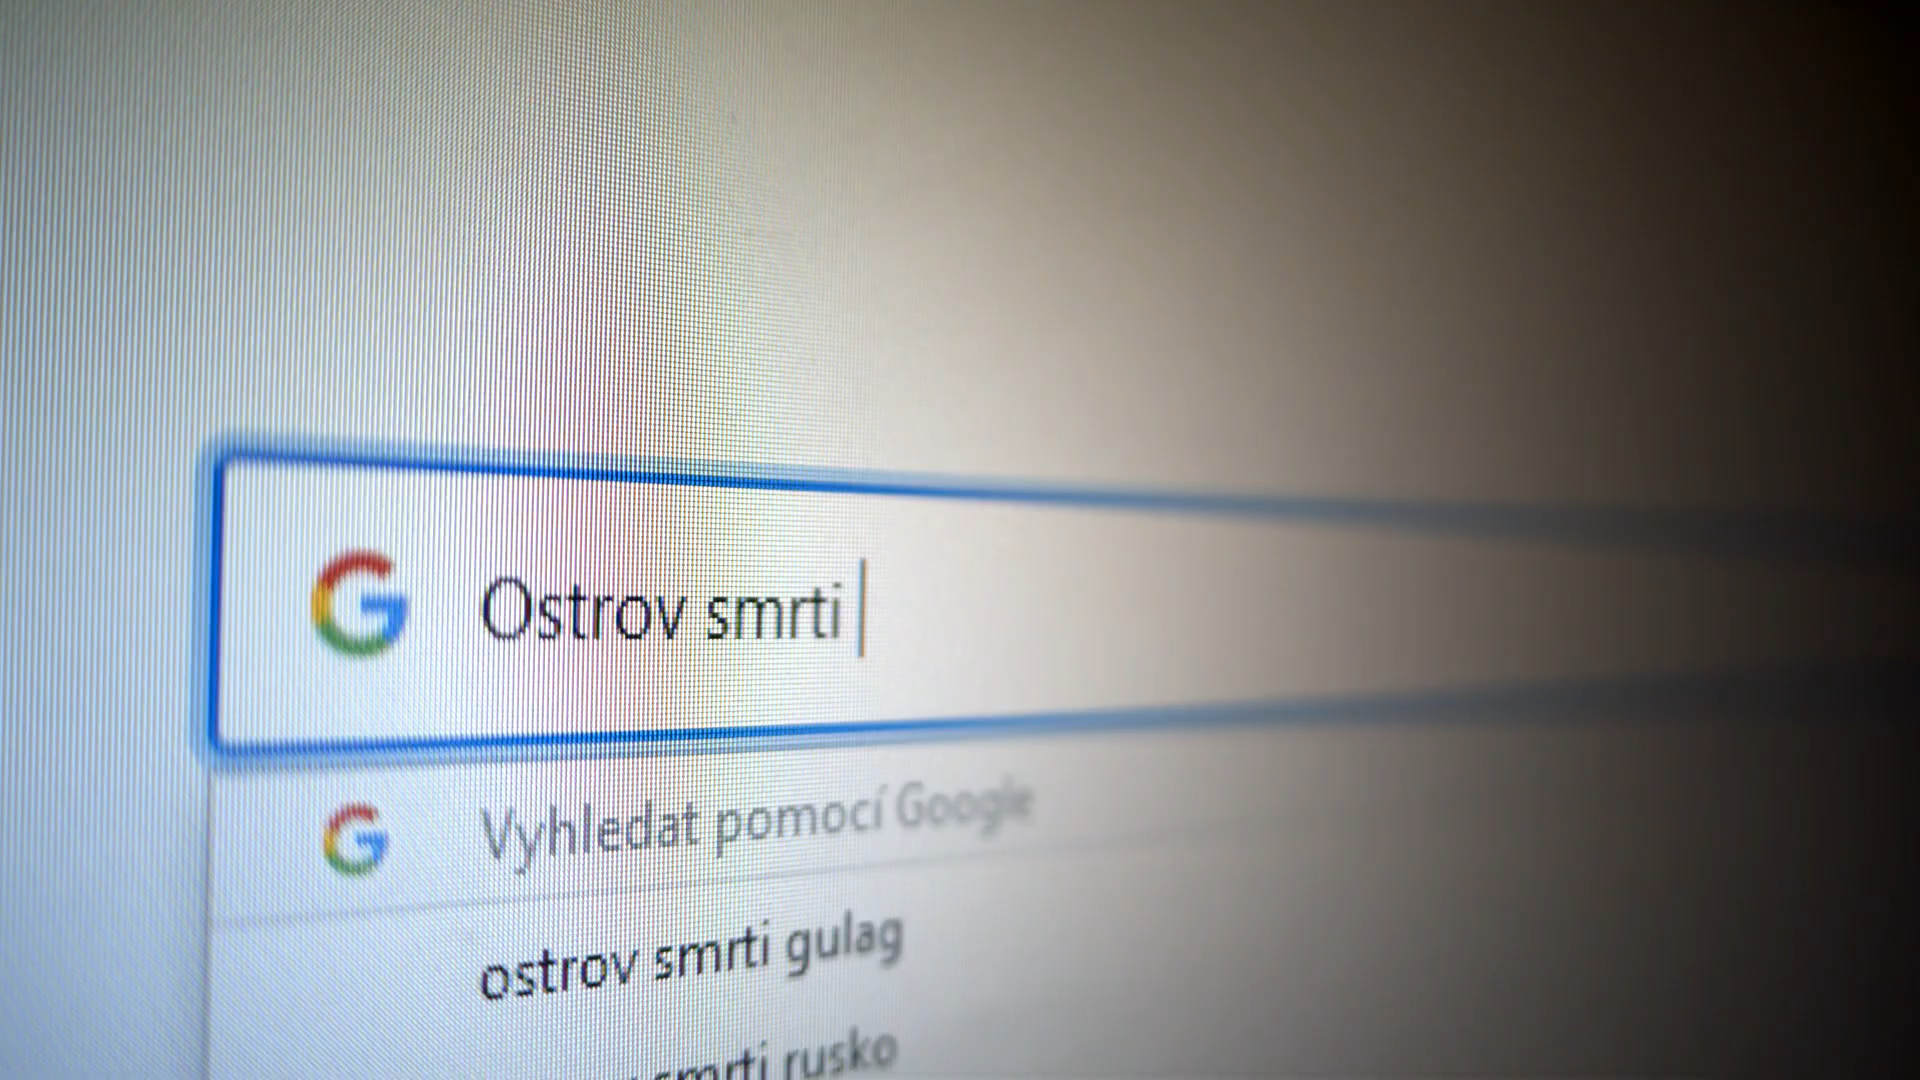 Ostrov smrti
Vyhledat pomocí Google
ostrov smrti gulag
smrti rusko